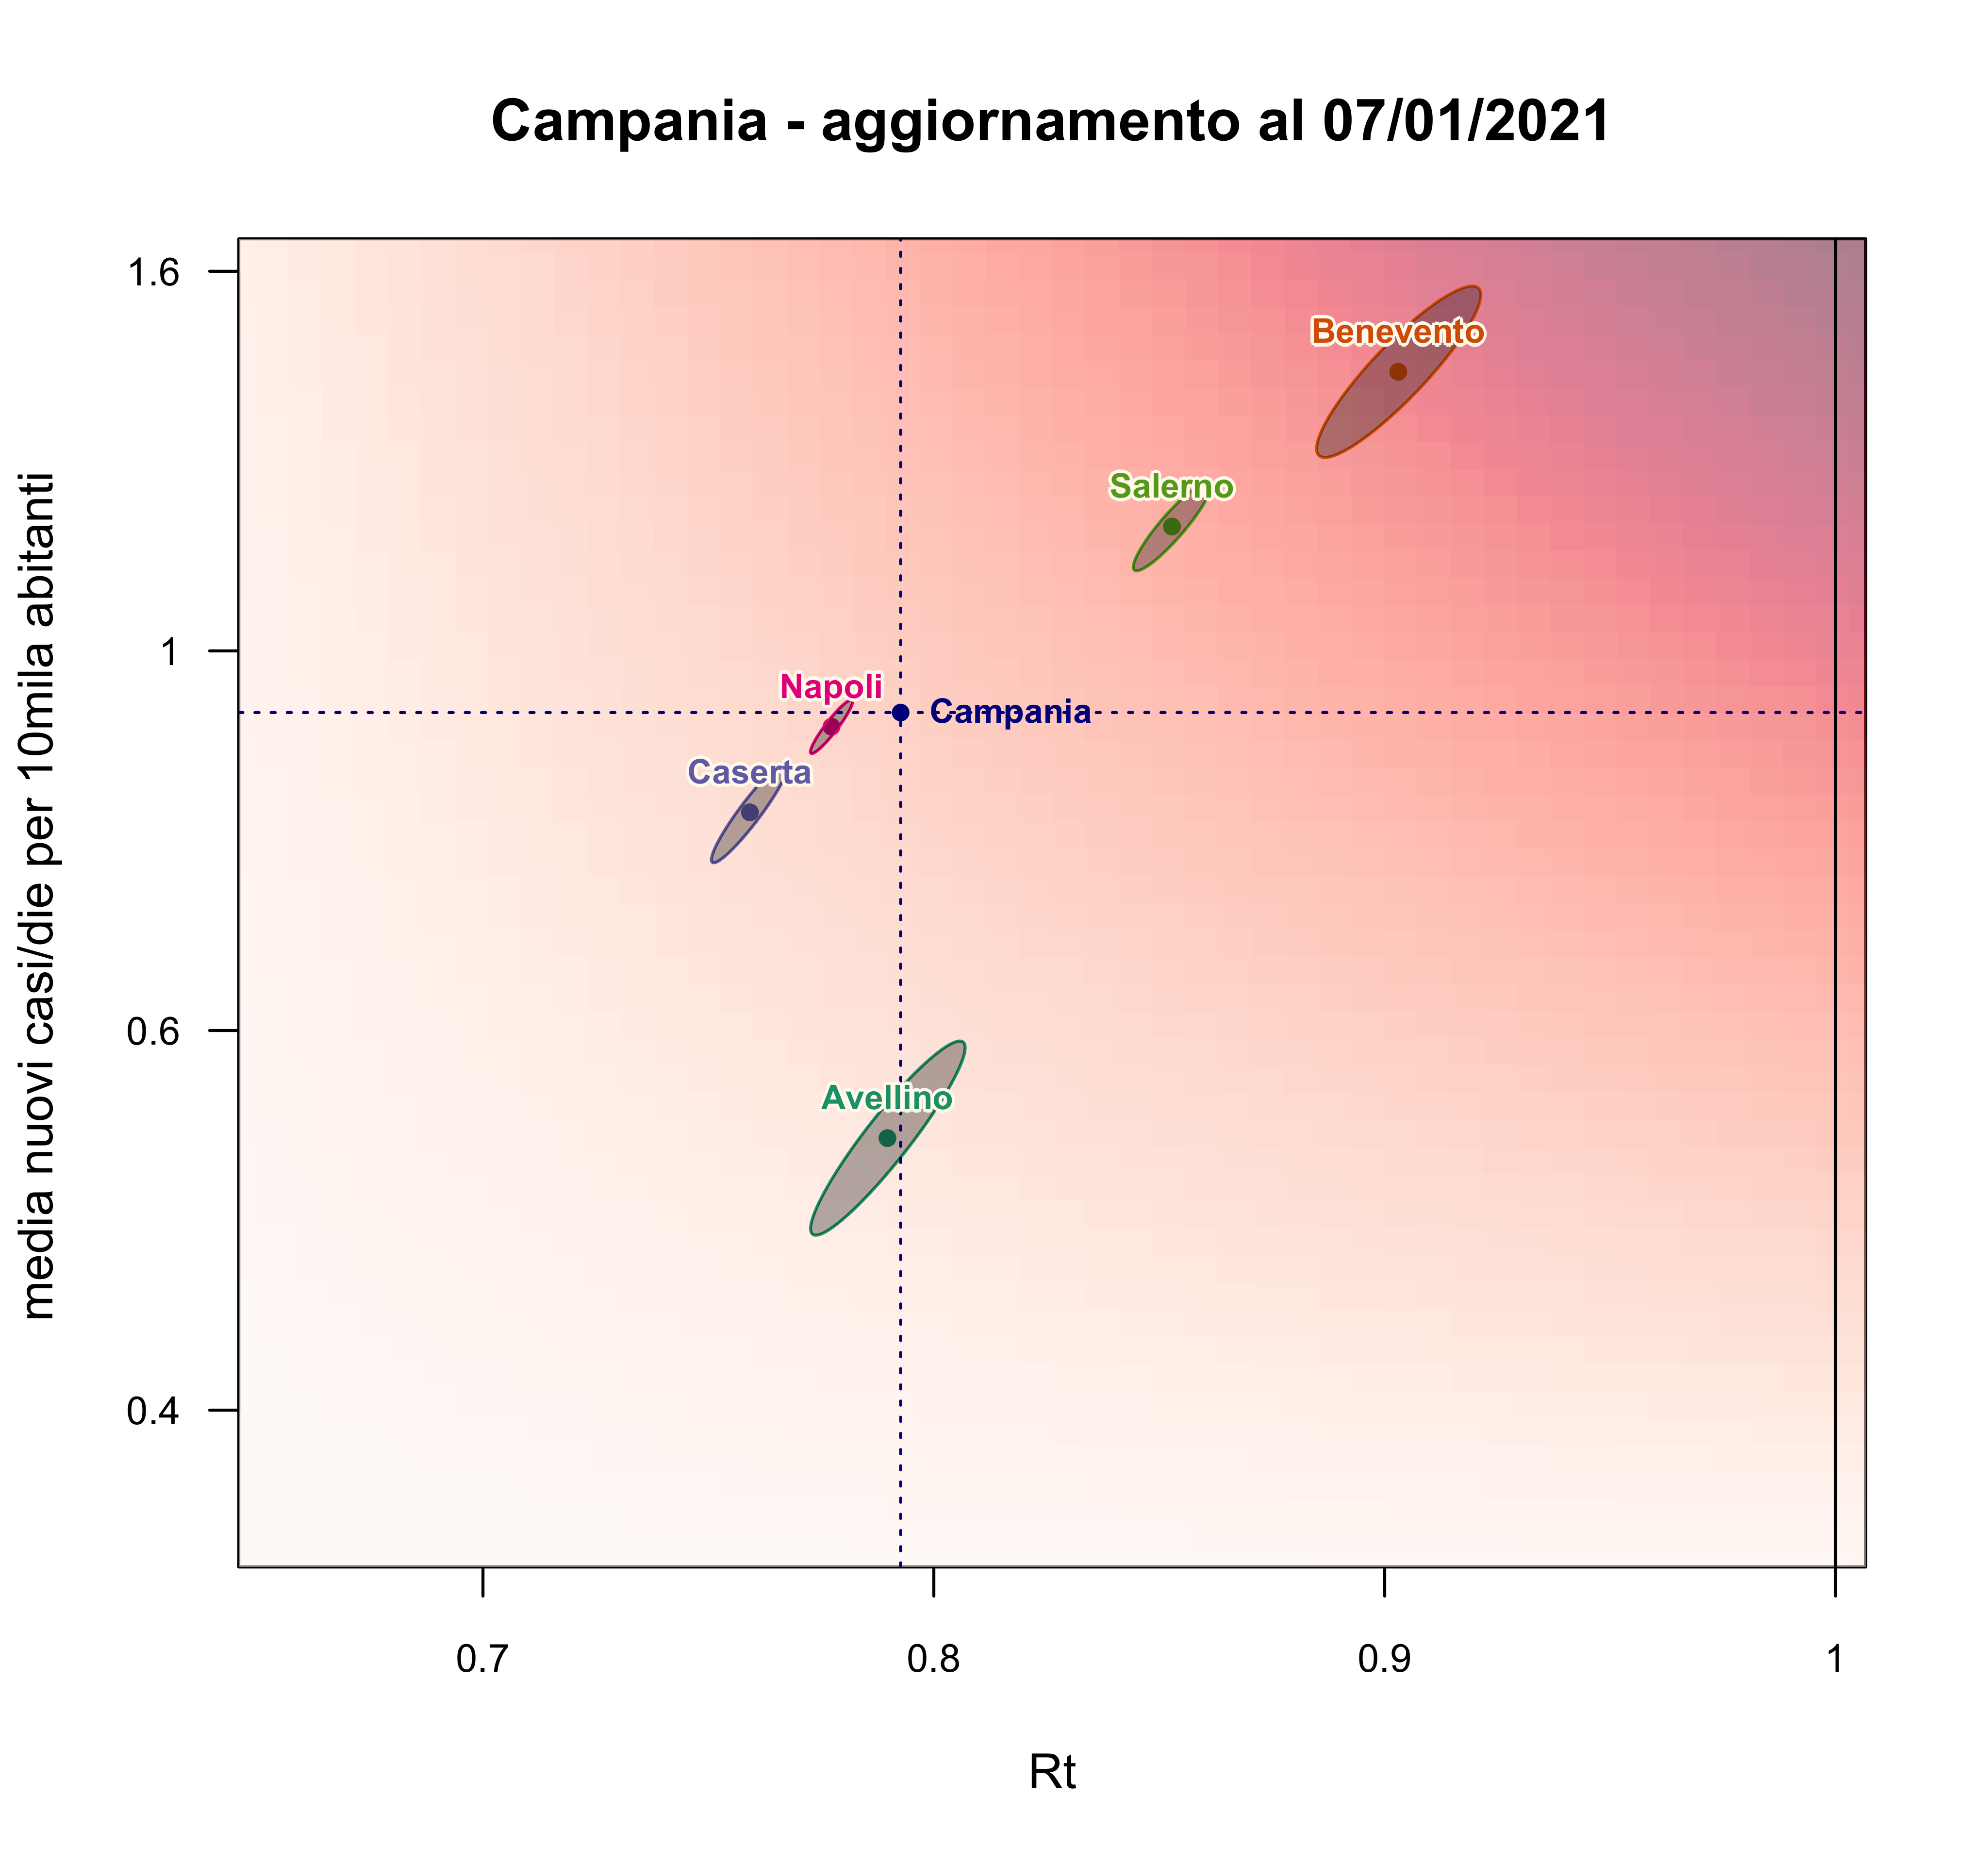 Campania - aggiornamento al 07/01/2021
media nuovi casi/die per 10mila abitanti
1.6
1
0.6
0.4
Benevento
Salerno
Napoli
Campania
Caserta
Avellino
0.7
0.8
0.9
1
Rt